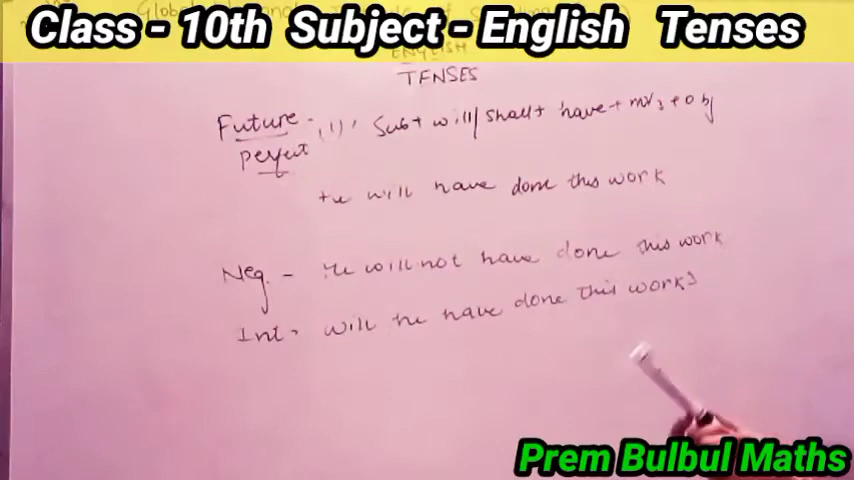 Class - 10th Subject - English Tenses
ENGLISH
TENSES
Future - (1) Sub + will/shall + have + mv3 + obj
Perfect
He will have done this work
Neg. - He will not have done this work
Int - Will he have done this work?
Prem Bulbul Maths